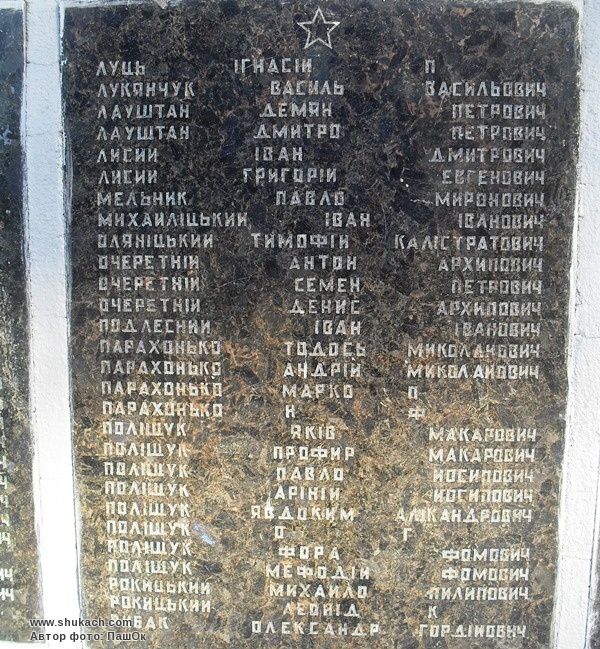 ЛУЦЬ ІГНАСІЙ П
ЛУКЯНЧУК ВАСИЛЬ ВАСИЛЬОВИЧ
ЛАУШТАН ДЕМЯН ПЕТРОВИЧ
ЛАУШТАН ДМИТРО ПЕТРОВИЧ
ЛИСИЙ ІВАН ДМИТРОВИЧ
ЛИСИЙ ГРИГОРІЙ ЕВГЕНОВИЧ
МЕЛЬНИК ПАВЛО МИРОНОВИЧ
МИХАЙЛІЦЬКИЙ ІВАН ІВАНОВИЧ
ОЛЯНІЦЬКИЙ ТИМОФІЙ КАЛІСТРАТОВИЧ
ОЧЕРЕТНІЙ АНТОН АРХИПОВИЧ
ОЧЕРЕТНІЙ СЕМЕН ПЕТРОВИЧ
ОЧЕРЕТНІЙ ДЕНИС АРХИПОВИЧ
ПОДЛЕСНИЙ ІВАН ІВАНОВИЧ
ПАРАХОНЬКО ТОДОСЬ МИКОЛАЙОВИЧ
ПАРАХОНЬКО АНДРІЙ МИКОЛАЙОВИЧ
ПАРАХОНЬКО МАРКО О
ПАРАХОНЬКО Н Ф
ПОЛІЩУК ЯКІВ МАКАРОВИЧ
ПОЛІЩУК ПРОФИР МАКАРОВИЧ
ПОЛІЩУК ПАВЛО ЙОСИПОВИЧ
ПОЛІЩУК АРІНІЙ ЙОСИПОВИЧ
ПОЛІЩУК ЯВДОКИМ АЛІКАНДРОВИЧ
ПОЛІЩУК О Г
ПОЛІЩУК ФОРА ФОМОВИЧ
ПОЛІЩУК МЕФОДІЙ ФОМОВИЧ
РОКИЦЬКИЙ МИХАЙЛО ПИЛИПОВИЧ
РОКИЦЬКИЙ ЛЕОНІД К
ОЛЕКСАНДР ГОРДІЙОВИЧ
www.shukach.com
Автор фото: ПашОк